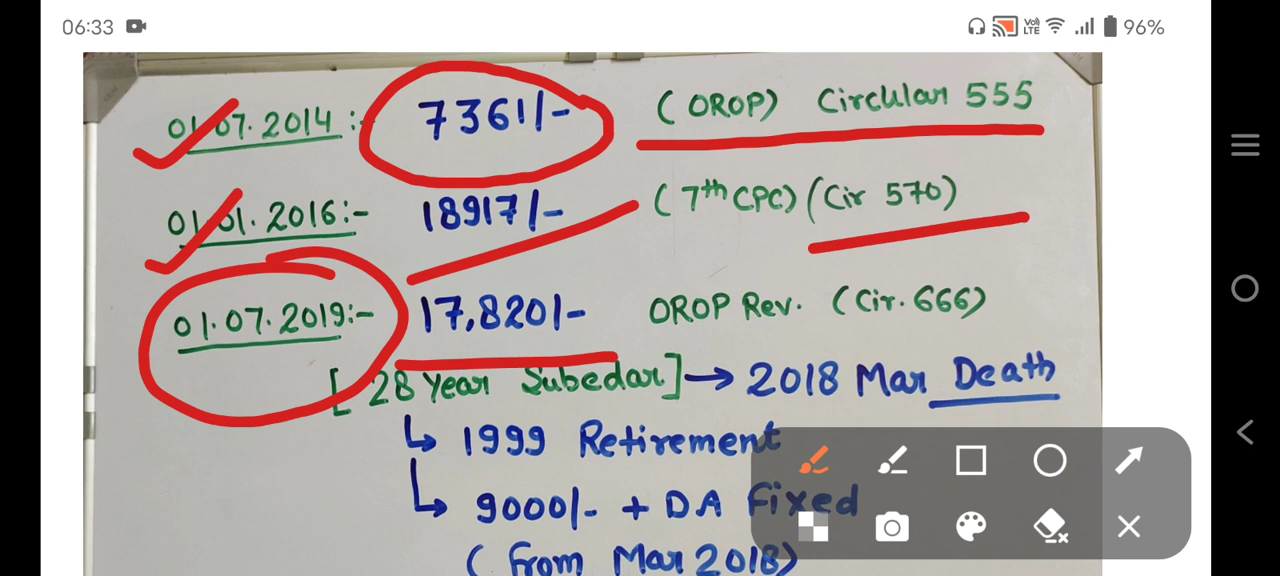 06:33 Vo) LTE 96%
01.07.2014:- 7361/- (OROP) Circular 555
01.01.2016:- 18917/- (7th CPC) (Cir 570)
01.07.2019:- 17,820/- OROP Rev. (Cir. 666)
[28 Year Subedar] → 2018 Mar Death
↳ 1999 Retirement
↳ 9000/- + DA Fixed
(from Mar 2018)